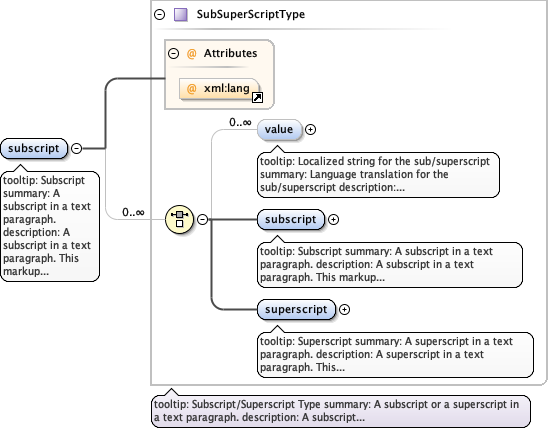 SubSuperScriptType
@ Attributes
@ xml:lang
0..∞
value
tooltip: Localized string for the sub/superscript
summary: Language translation for the
sub/superscript description:...
subscript
tooltip: Subscript
summary: A
subscript in a text
paragraph.
description: A
subscript in a text
paragraph. This
markup...
0..∞
subscript
tooltip: Subscript summary: A subscript in a text
paragraph. description: A subscript in a text
paragraph. This markup...
superscript
tooltip: Superscript summary: A superscript in a text
paragraph. description: A superscript in a text
paragraph. This...
tooltip: Subscript/Superscript Type summary: A subscript or a superscript in
a text paragraph. description: A subscript...